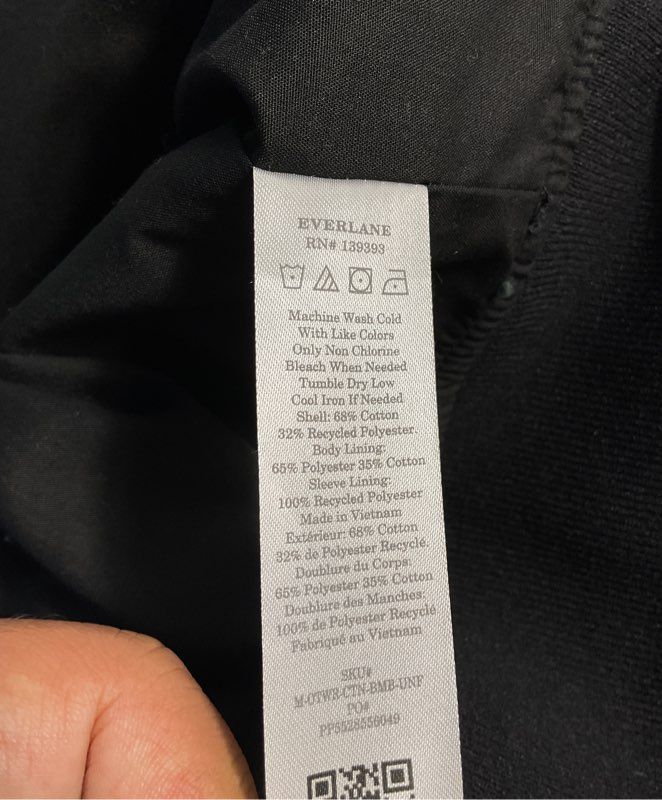 EVERLANE
RN# 139393
Machine Wash Cold
With Like Colors
Only Non Chlorine
Bleach When Needed
Tumble Dry Low
Cool Iron If Needed
Shell: 68% Cotton
32% Recycled Polyester.
Body Lining:
65% Polyester 35% Cotton
Sleeve Lining:
100% Recycled Polyester
Made in Vietnam
Extérieur: 68% Cotton
32% de Polyester Recyclé.
Doublure du Corps:
65% Polyester 35% Cotton
Doublure des Manches:
100% de Polyester Recyclé
Fabriqué au Vietnam
SKU#
M-OTWR-CTN-BMB-UNF
PO#
PP5528556049